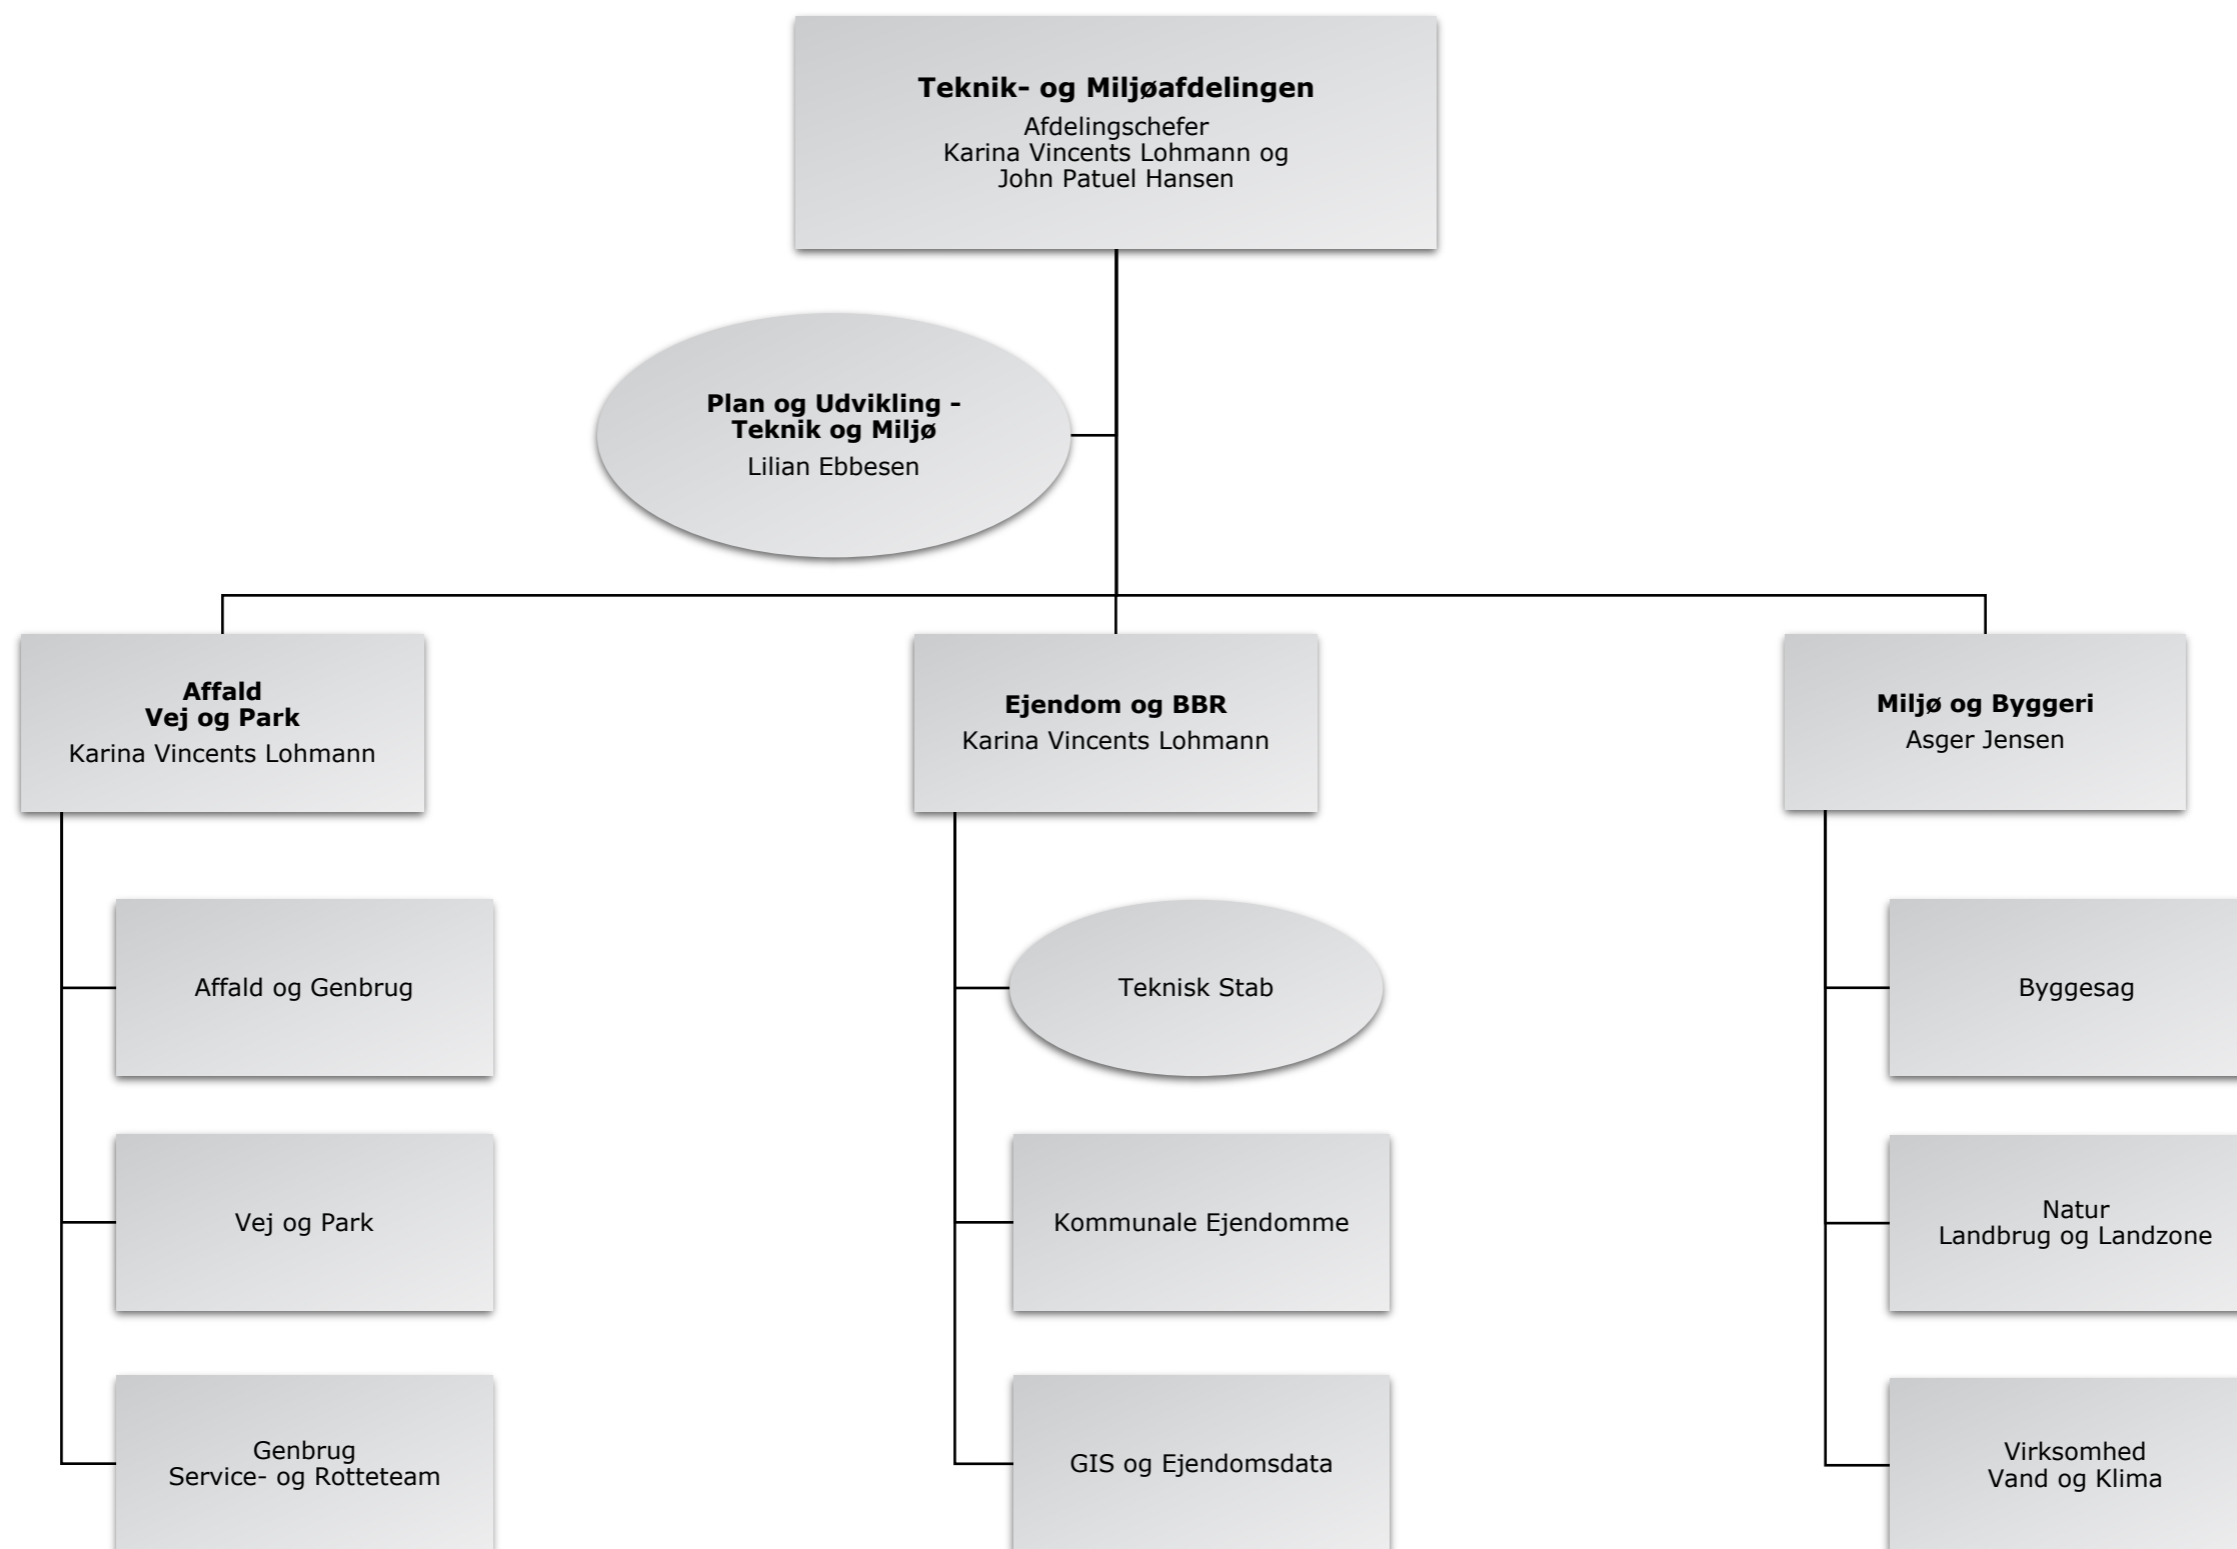 Teknik- og Miljøafdelingen
Afdelingschefer
Karina Vincents Lohmann og
John Patuel Hansen
Plan og Udvikling -
Teknik og Miljø
Lilian Ebbesen
Affald
Vej og Park
Karina Vincents Lohmann
Ejendom og BBR
Karina Vincents Lohmann
Miljø og Byggeri
Asger Jensen
Affald og Genbrug
Vej og Park
Genbrug
Service- og Rotteteam
Teknisk Stab
Kommunale Ejendomme
GIS og Ejendomsdata
Byggesag
Natur
Landbrug og Landzone
Virksomhed
Vand og Klima